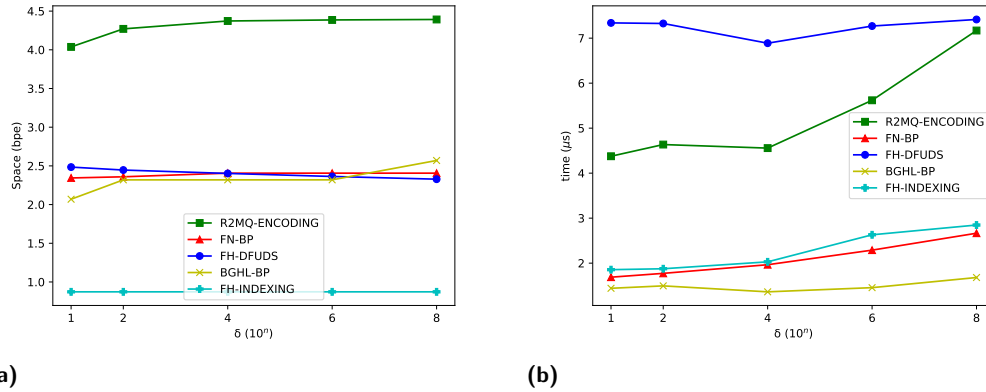 4.5
4.0
3.5
3.0
2.5
2.0
1.5
1.0
Space (bpe)
R2MQ-ENCODING
FN-BP
FH-DFUDS
BGHL-BP
FH-INDEXING
1 2 4 6 8
δ (10ⁿ)
a)
7
6
5
4
3
2
time (μs)
R2MQ-ENCODING
FN-BP
FH-DFUDS
BGHL-BP
FH-INDEXING
1 2 4 6 8
δ (10ⁿ)
(b)